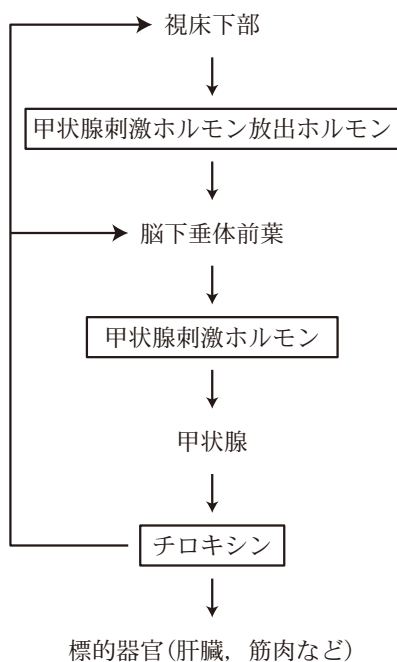 視床下部
甲状腺刺激ホルモン放出ホルモン
脳下垂体前葉
甲状腺刺激ホルモン
甲状腺
チロキシン
標的器官(肝臓，筋肉など)